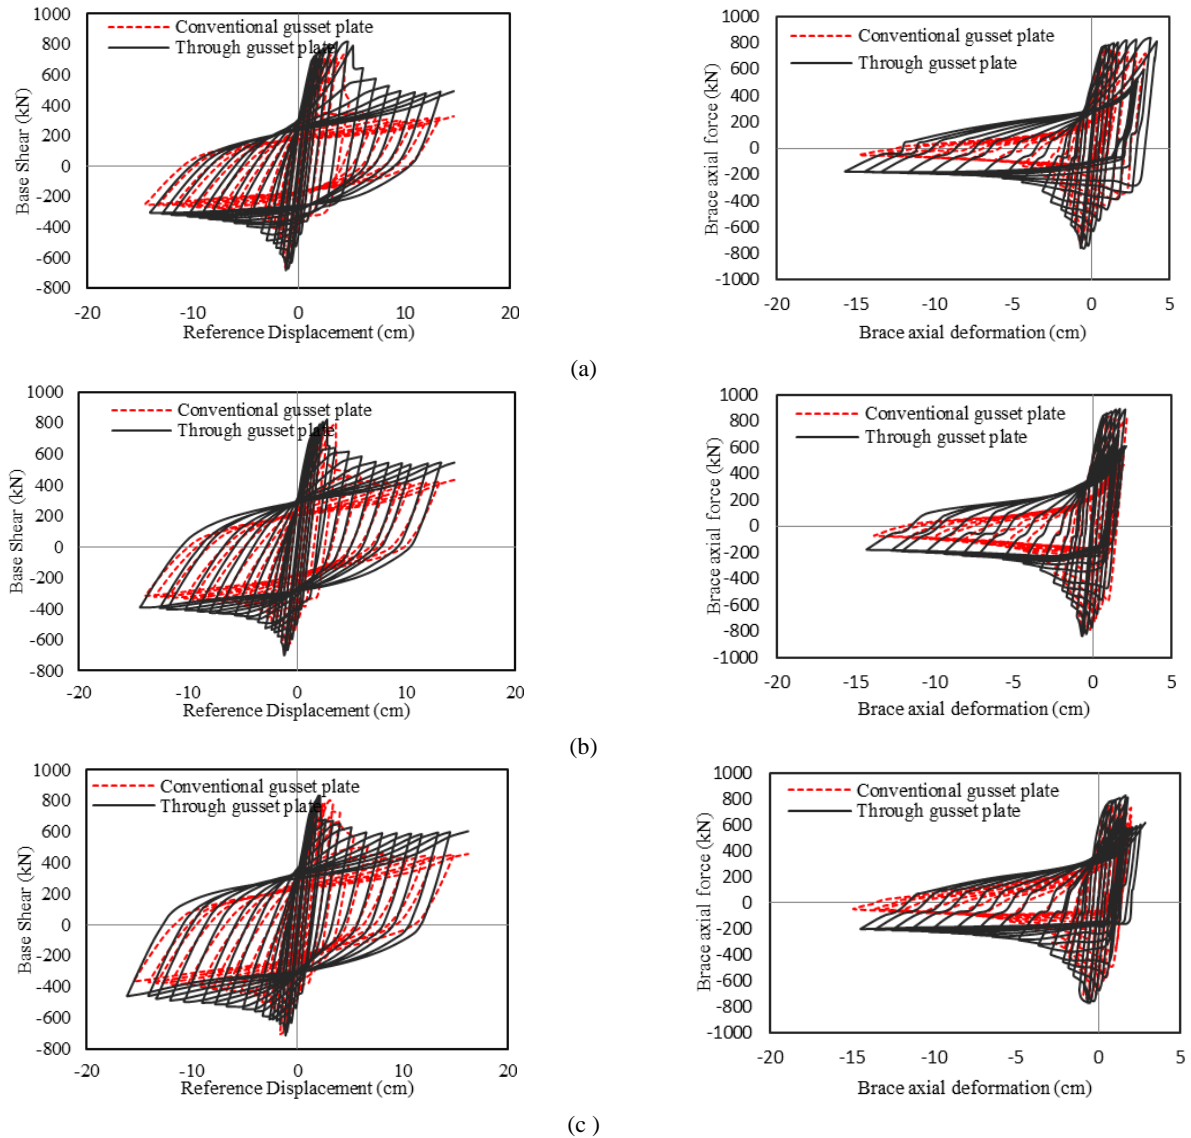 1000
800
600
400
200
0
-200
-400
-600
-800
Base Shear (kN)
Conventional gusset plate
Through gusset plate
-20 -10 0 10 20
Reference Displacement (cm)
1000
800
600
400
200
0
-200
-400
-600
-800
-1000
Brace axial force (kN)
Conventional gusset plate
Through gusset plate
-20 -15 -10 -5 0 5
Brace axial deformation (cm)
(a)
1000
800
600
400
200
0
-200
-400
-600
-800
Base Shear (kN)
Conventional gusset plate
Through gusset plate
-20 -10 0 10 20
Reference Displacement (cm)
1000
800
600
400
200
0
-200
-400
-600
-800
-1000
Brace axial force (kN)
Conventional gusset plate
Through gusset plate
-20 -15 -10 -5 0 5
Brace axial deformation (cm)
(b)
1000
800
600
400
200
0
-200
-400
-600
-800
Base Shear (kN)
Conventional gusset plate
Through gusset plate
-20 -10 0 10 20
Reference Displacement (cm)
1000
800
600
400
200
0
-200
-400
-600
-800
-1000
Brace axial force (kN)
Conventional gusset plate
Through gusset plate
-20 -15 -10 -5 0 5
Brace axial deformation (cm)
(c )